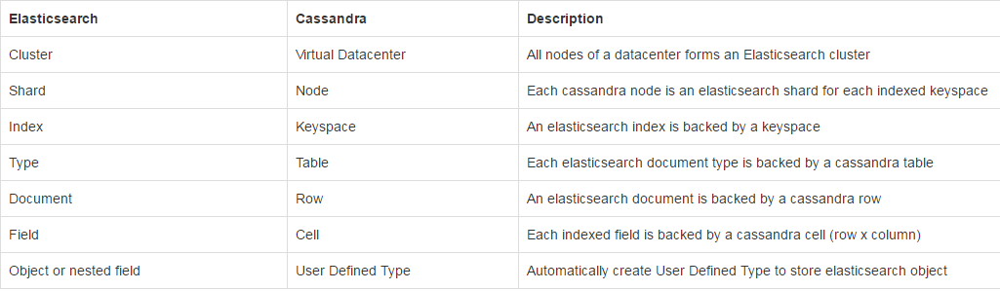 Elasticsearch Cassandra Description
Cluster Virtual Datacenter All nodes of a datacenter forms an Elasticsearch cluster
Shard Node Each cassandra node is an elasticsearch shard for each indexed keyspace
Index Keyspace An elasticsearch index is backed by a keyspace
Type Table Each elasticsearch document type is backed by a cassandra table
Document Row An elasticsearch document is backed by a cassandra row
Field Cell Each indexed field is backed by a cassandra cell (row x column)
Object or nested field User Defined Type Automatically create User Defined Type to store elasticsearch object